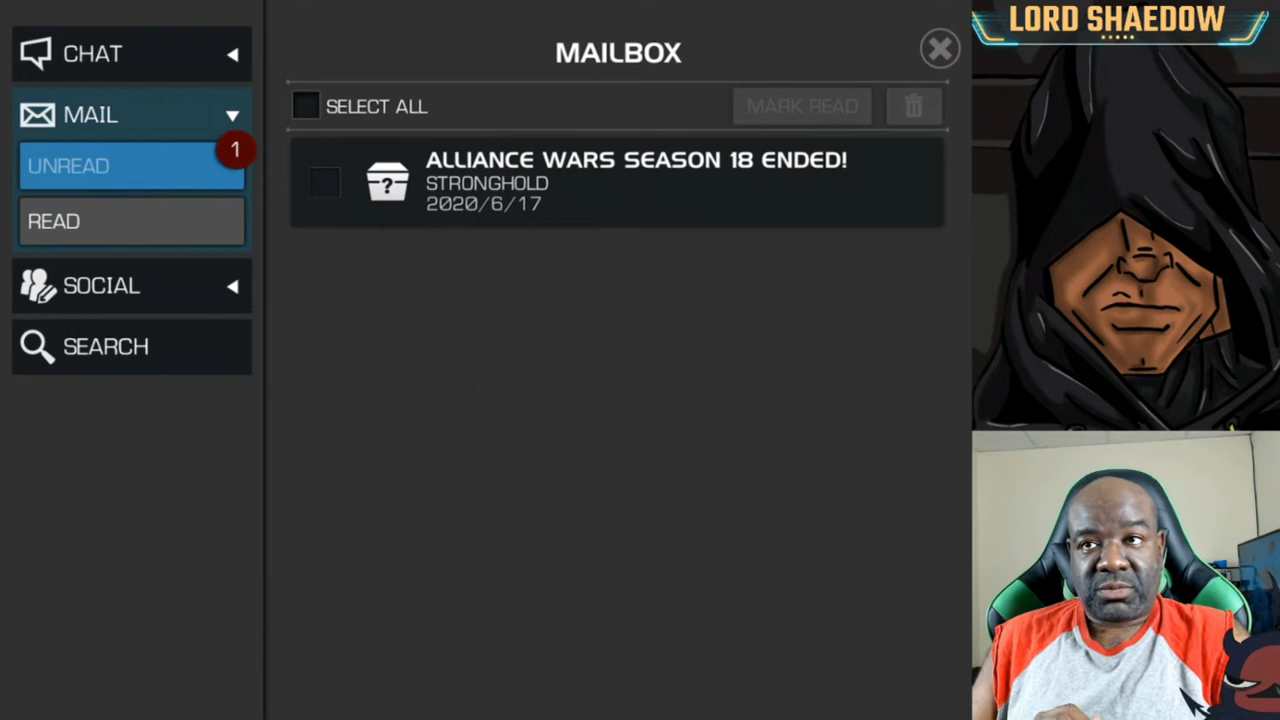 CHAT
MAIL
1
UNREAD
READ
SOCIAL
SEARCH
MAILBOX
SELECT ALL
MARK READ
ALLIANCE WARS SEASON 18 ENDED!
STRONGHOLD
2020/6/17
LORD SHAEDOW